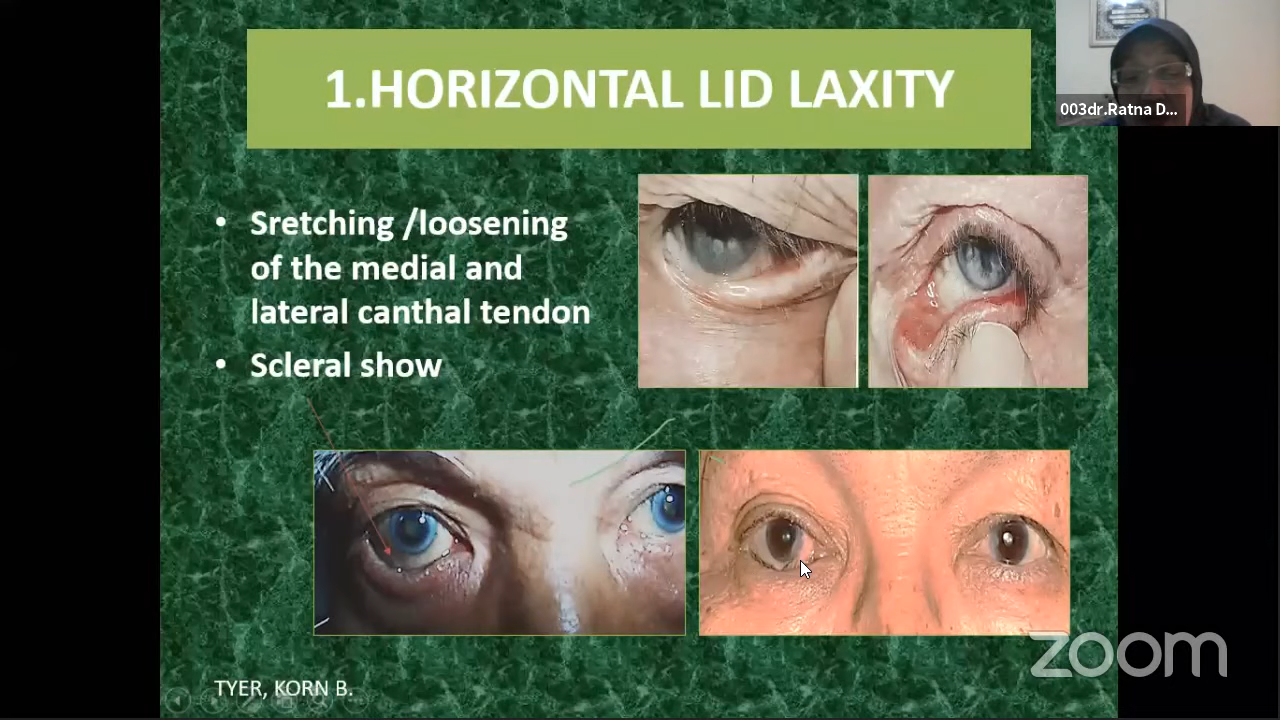 1.HORIZONTAL LID LAXITY
003dr.Ratna D...
• Sretching /loosening
of the medial and
lateral canthal tendon
• Scleral show
zoom
TYER, KORN B.